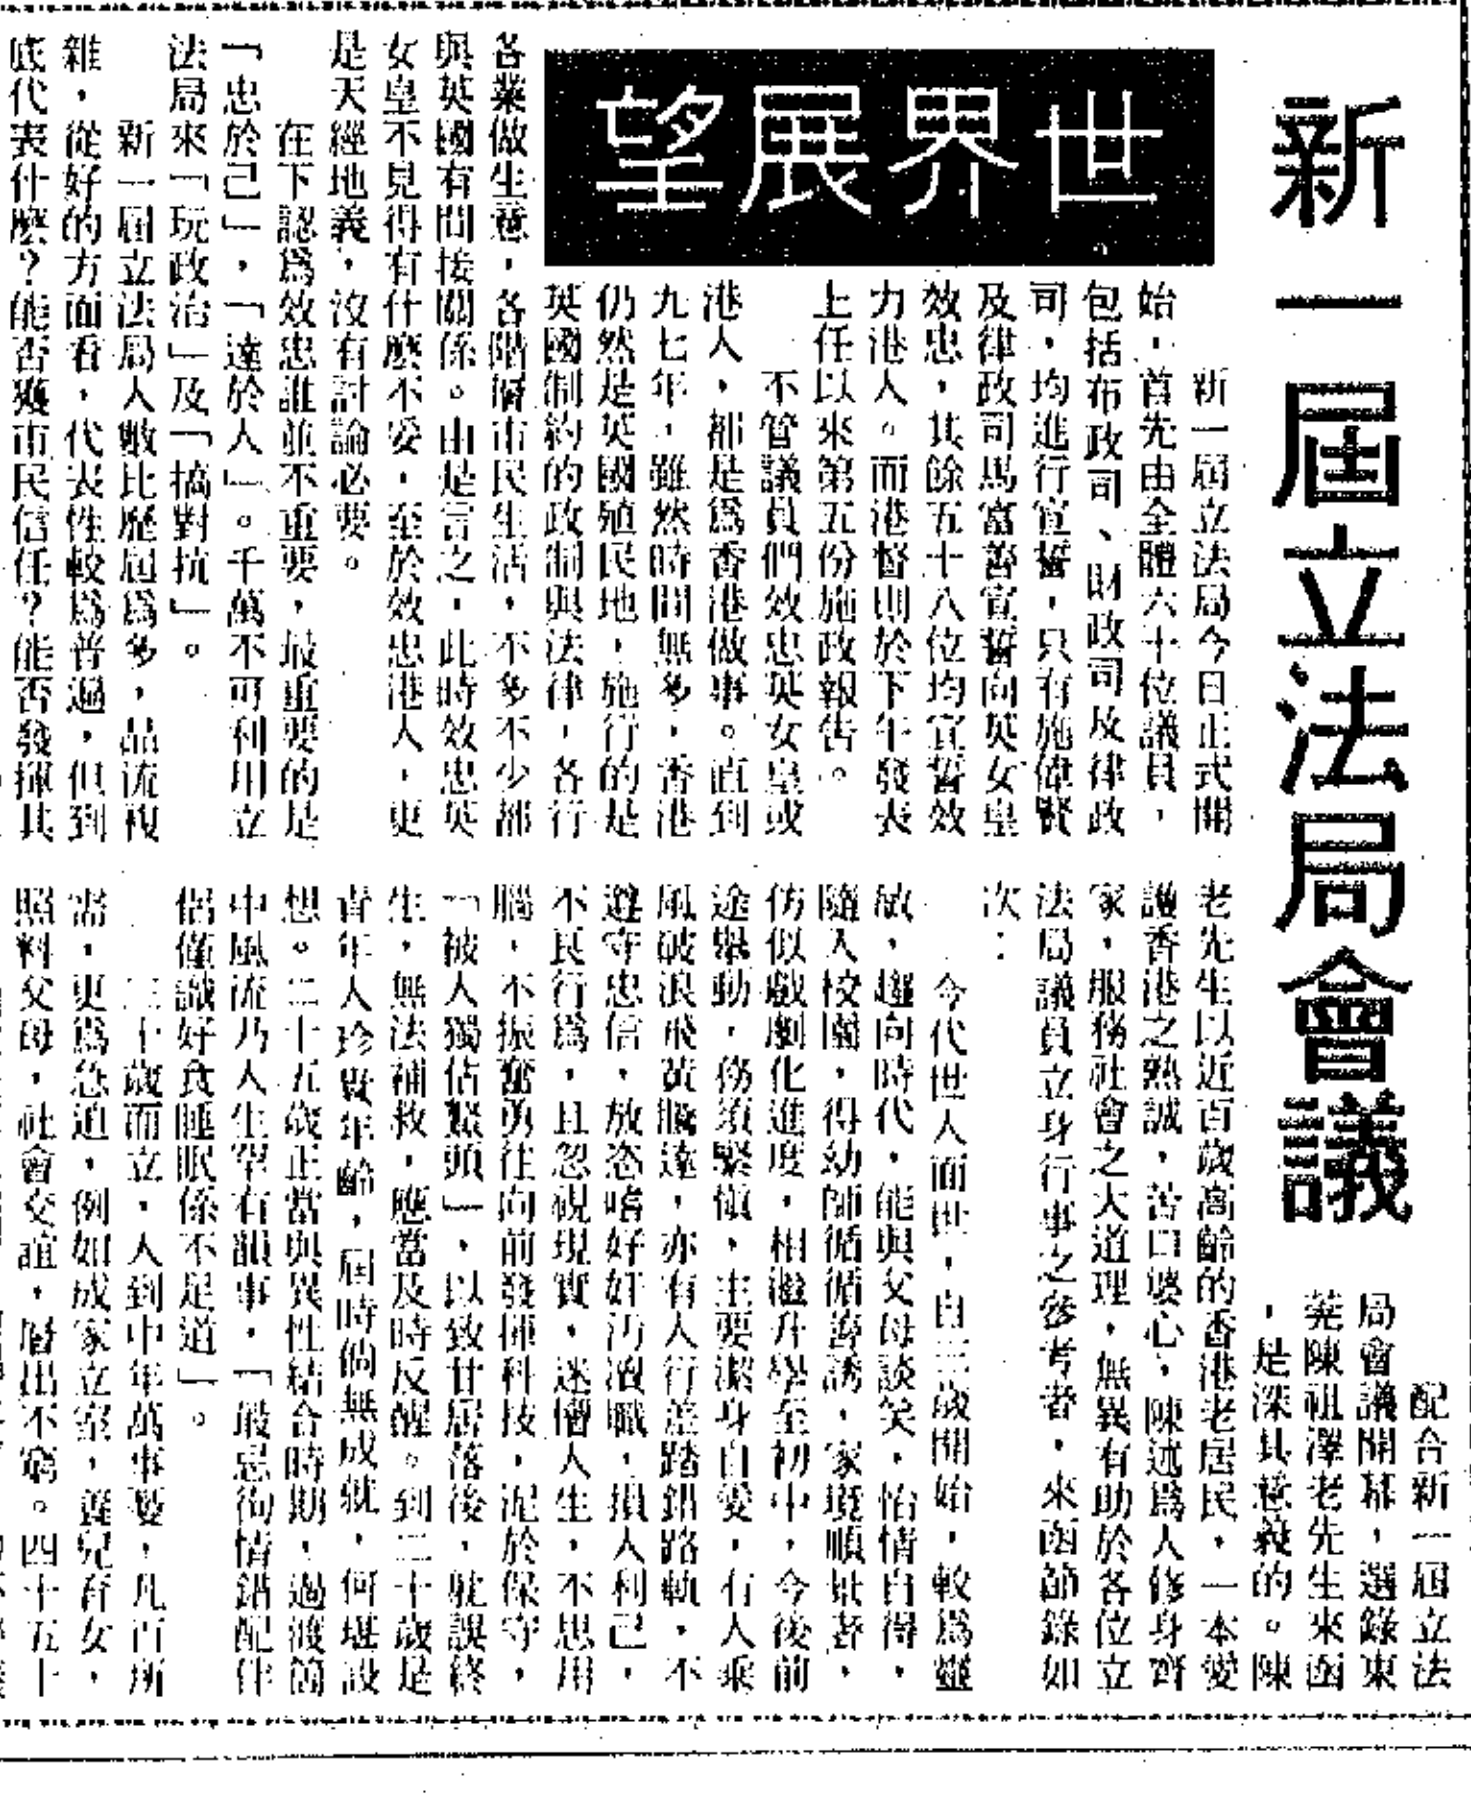 新一屆立法局會議
世界展望
新一屆立法局今日正式開
始，首先由全體六十位議員，
包括布政司、財政司及律政
司，均進行宣誓，只有施偉賢
及律政司馬富善宣誓向英女皇
效忠，其餘五十八位均宣誓效
力港人。而港督則於下午發表
上任以來第五份施政報告。
不管議員們效忠英女皇或
港人，都是爲香港做事。直到
九七年，雖然時間無多，香港
仍然是英國殖民地，施行的是
英國制約的政制與法律，各行
各業做生意，各階層市民生活，不多不少都
與英國有間接關係。由是言之，此時效忠英
女皇不見得有什麽不妥，至於效忠港人，更
是天經地義，沒有討論必要。
在下認爲效忠誰並不重要，最重要的是
「忠於己」，「達於人」。千萬不可利用立
法局來「玩政治」及「搞對抗」。
新一屆立法局人數比歷屆爲多，品流複
雜，從好的方面看，代表性較爲普遍，但到
底代表什麽？能否獲市民信任？能否發揮其
配合新一屆立法
局會議開幕，選錄東
莞陳祖澤老先生來函
，是深具意義的。陳
老先生以近百歲高齡的香港老居民，一本愛
護香港之熱誠，苦口婆心，陳述爲人修身齊
家，服務社會之大道理，無異有助於各位立
法局議員立身行事之參考者，來函節錄如
次：
今代世人面世，自三歲開始，較爲靈
敏，趨向時代，能與父母談笑，怡情自得，
隨入校園，得幼師循循善誘，家境順景者，
仿似戲劇化進度，相繼升學至初中，今後前
途舉動，務須緊愼，主要潔身自愛，有人乘
風破浪飛黃騰達，亦有人行差踏錯路軌，不
遵守忠信，放恣嗜好奸汚瀆職，損人利己，
不良行爲，且忽視現實，迷懵人生，不思用
腦，不振奮勇往向前發揮科技，泥於保守，
「被人獨佔鰲頭」，以致甘居落後，躭誤終
生，無法補救，應當及時反醒。到二十歲是
青年人珍貴年齡，屆時倘無成就，何堪設
想。二十五歲正當與異性結合時期，過渡箇
中風流乃人生罕有韻事，「最忌徇情錯配伴
侶僅識好食睡眠係不足道」。
三十歲而立，人到中年萬事憂，凡百所
需，更爲急迫，例如成家立室，養兒育女，
照料父母，社會交誼，層出不窮。四十五十